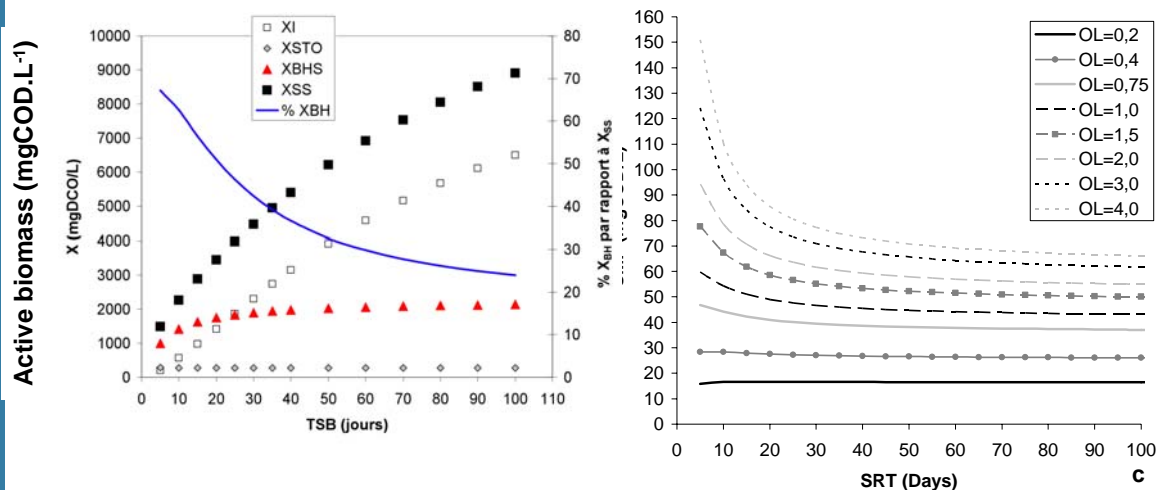 Active biomass (mgCOD.L-1)
X (mgDCO/L)
10000
9000
8000
7000
6000
5000
4000
3000
2000
1000
0
XI
XSTO
XBHS
XSS
% XBH
80
70
60
50
40
30
20
10
0
% XBH par rapport à XSS
0 10 20 30 40 50 60 70 80 90 100 110
TSB (jours)
160
150
140
130
120
110
100
90
80
70
60
50
40
30
20
10
0
OL=0,2
OL=0,4
OL=0,75
OL=1,0
OL=1,5
OL=2,0
OL=3,0
OL=4,0
0 10 20 30 40 50 60 70 80 90 100
SRT (Days)
c